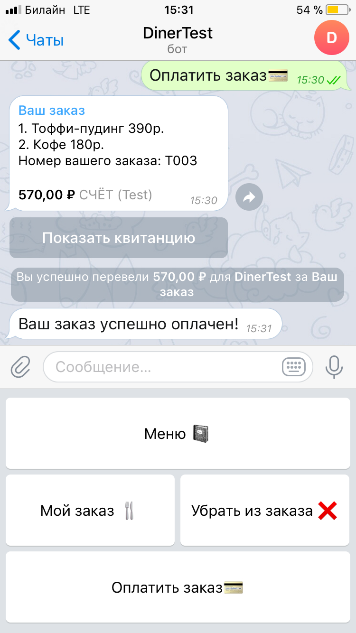 Билайн LTE 15:31 54 %
Чаты DinerTest D
бот
Оплатить заказ💳 15:30
Ваш заказ
1. Тоффи-пудинг 390р.
2. Кофе 180р.
Номер вашего заказа: T003
570,00 ₽ СЧЁТ (Test) 15:30
Показать квитанцию
Вы успешно перевели 570,00 ₽ для DinerTest за Ваш
заказ
Ваш заказ успешно оплачен! 15:31
Сообщение...
Меню
Мой заказ 🍴 Убрать из заказа ❌
Оплатить заказ💳